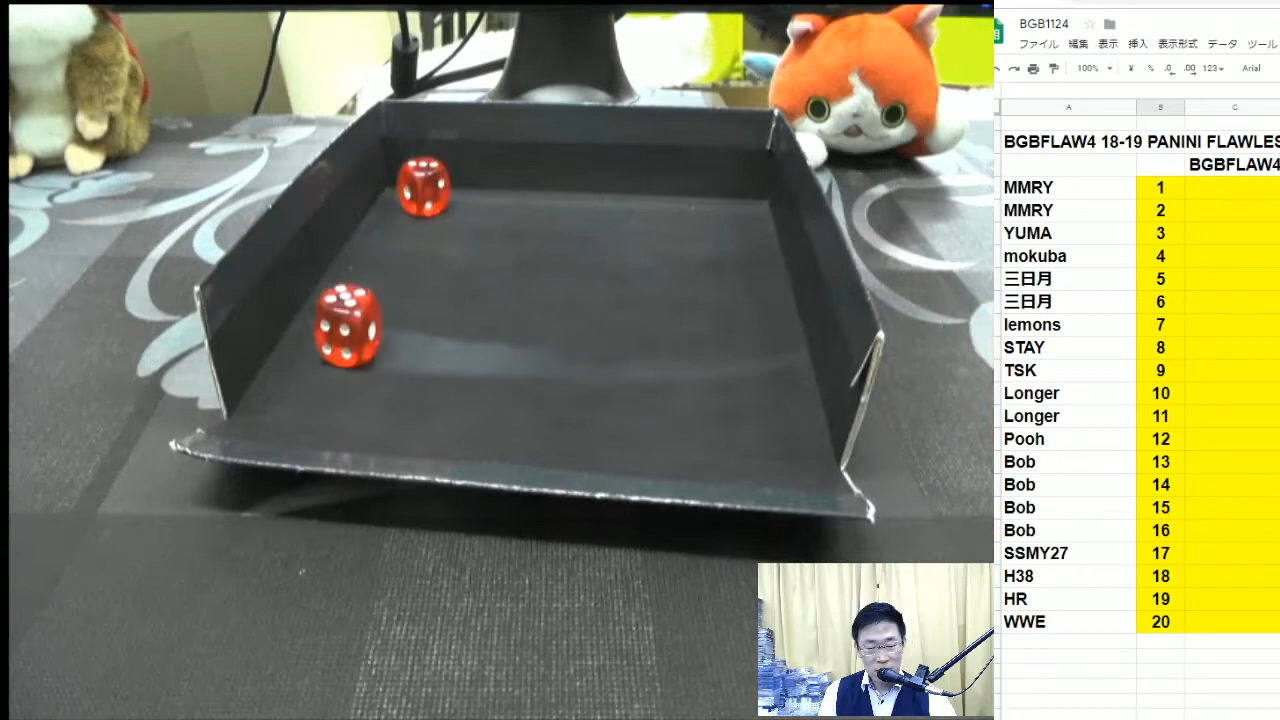 BGB1124
ファイル 編集 表示 挿入 表示形式 データ ツール
100% ¥ % .0 .00 123 Arial
A B C
BGBFLAW4 18-19 PANINI FLAWLES
BGBFLAW4
MMRY 1
MMRY 2
YUMA 3
mokuba 4
三日月 5
三日月 6
lemons 7
STAY 8
TSK 9
Longer 10
Longer 11
Pooh 12
Bob 13
Bob 14
Bob 15
Bob 16
SSMY27 17
H38 18
HR 19
WWE 20